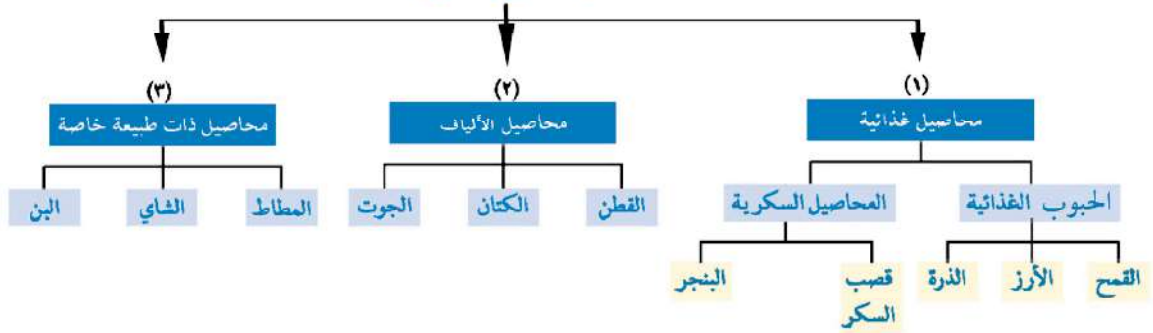 (١)
(٢)
(٣)
محاصيل غذائية
محاصيل الألياف
محاصيل ذات طبيعة خاصة
الحبوب الغذائية
المحاصيل السكرية
القطن
الكتان
الجوت
المطاط
الشاي
البن
القمح
الأرز
الذرة
قصب
السكر
البنجر